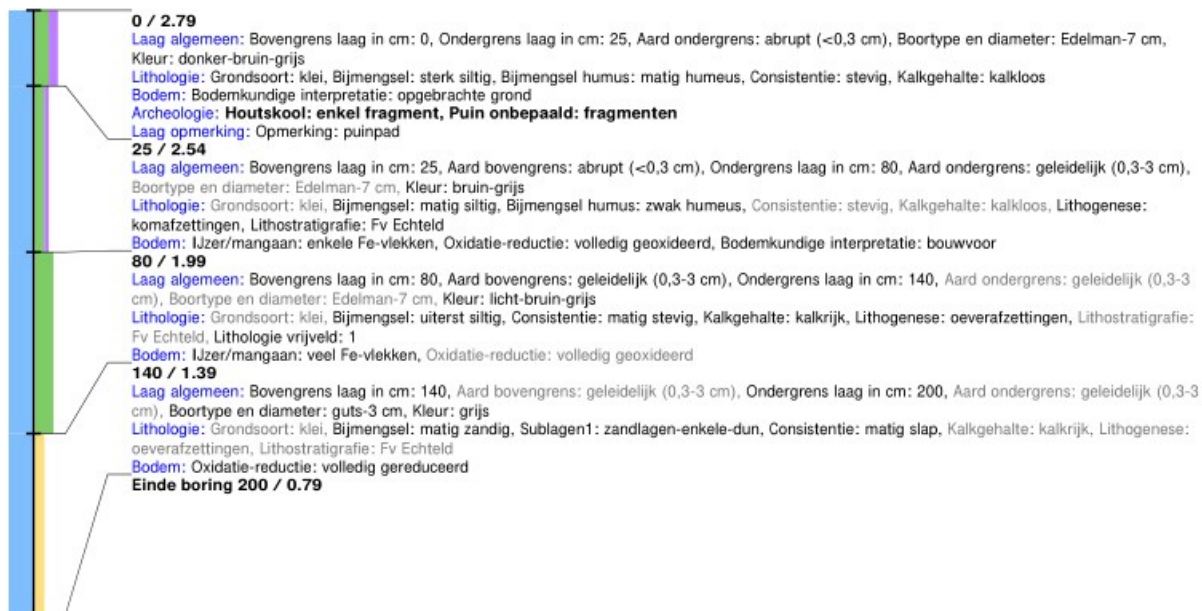 0 / 2.79
Laag algemeen: Bovengrens laag in cm: 0, Ondergrens laag in cm: 25, Aard ondergrens: abrupt (<0,3 cm), Boortype en diameter: Edelman-7 cm,
Kleur: donker-bruin-grijs
Lithologie: Grondsoort: klei, Bijmengsel: sterk siltig, Bijmengsel humus: matig humeus, Consistentie: stevig, Kalkgehalte: kalkloos
Bodem: Bodemkundige interpretatie: opgebrachte grond
Archeologie: Houtskool: enkel fragment, Puin onbepaald: fragmenten
Laag opmerking: Opmerking: puinpad
25 / 2.54
Laag algemeen: Bovengrens laag in cm: 25, Aard bovengrens: abrupt (<0,3 cm), Ondergrens laag in cm: 80, Aard ondergrens: geleidelijk (0,3-3 cm),
Boortype en diameter: Edelman-7 cm, Kleur: bruin-grijs
Lithologie: Grondsoort: klei, Bijmengsel: matig siltig, Bijmengsel humus: zwak humeus, Consistentie: stevig, Kalkgehalte: kalkloos, Lithogenese:
komafzettingen, Lithostratigrafie: Fv Echteld
Bodem: IJzer/mangaan: enkele Fe-vlekken, Oxidatie-reductie: volledig geoxideerd, Bodemkundige interpretatie: bouwvoor
80 / 1.99
Laag algemeen: Bovengrens laag in cm: 80, Aard bovengrens: geleidelijk (0,3-3 cm), Ondergrens laag in cm: 140, Aard ondergrens: geleidelijk (0,3-3
cm), Boortype en diameter: Edelman-7 cm, Kleur: licht-bruin-grijs
Lithologie: Grondsoort: klei, Bijmengsel: uiterst siltig, Consistentie: matig stevig, Kalkgehalte: kalkrijk, Lithogenese: oeverafzettingen, Lithostratigrafie:
Fv Echteld, Lithologie vrijveld: 1
Bodem: IJzer/mangaan: veel Fe-vlekken, Oxidatie-reductie: volledig geoxideerd
140 / 1.39
Laag algemeen: Bovengrens laag in cm: 140, Aard bovengrens: geleidelijk (0,3-3 cm), Ondergrens laag in cm: 200, Aard ondergrens: geleidelijk (0,3-3
cm), Boortype en diameter: guts-3 cm, Kleur: grijs
Lithologie: Grondsoort: klei, Bijmengsel: matig zandig, Sublagen1: zandlagen-enkele-dun, Consistentie: matig slap, Kalkgehalte: kalkrijk, Lithogenese:
oeverafzettingen, Lithostratigrafie: Fv Echteld
Bodem: Oxidatie-reductie: volledig gereduceerd
Einde boring 200 / 0.79